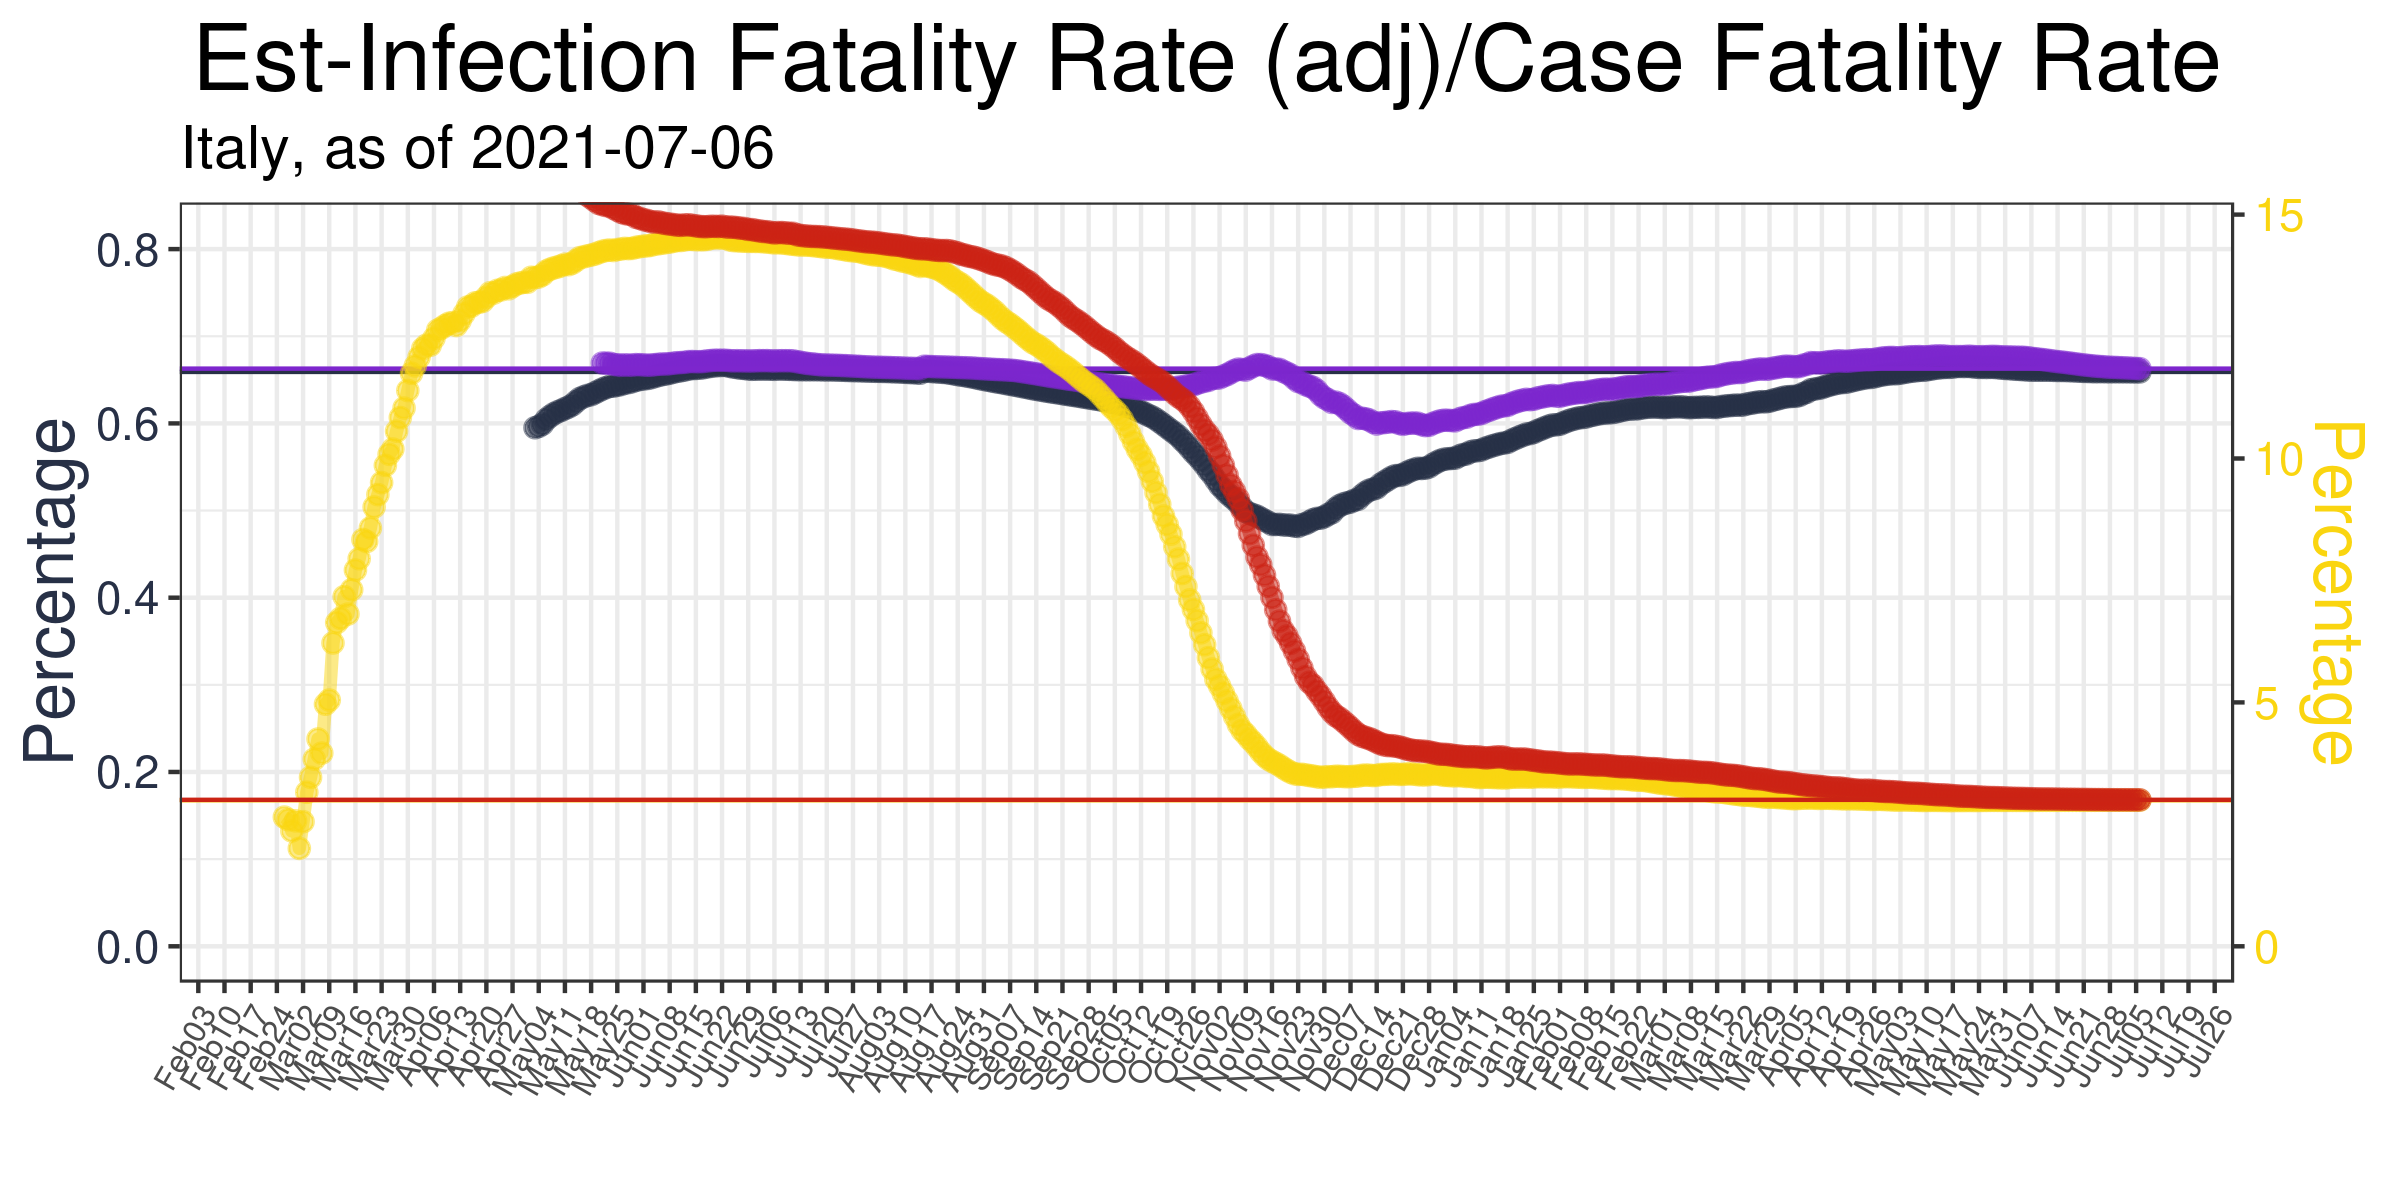 Est-Infection Fatality Rate (adj)/Case Fatality Rate
Italy, as of 2021-07-06
Percentage
0.8
0.6
0.4
0.2
0.0
15
10
5
0
Percentage
Feb03
Feb10
Feb17
Feb24
Mar02
Mar09
Mar16
Mar23
Mar30
Apr06
Apr13
Apr20
Apr27
May04
May11
May18
May25
Jun01
Jun08
Jun15
Jun22
Jun29
Jul06
Jul13
Jul20
Jul27
Aug03
Aug10
Aug17
Aug24
Aug31
Sep07
Sep14
Sep21
Sep28
Oct05
Oct12
Oct19
Oct26
Nov02
Nov09
Nov16
Nov23
Nov30
Dec07
Dec14
Dec21
Dec28
Jan04
Jan11
Jan18
Jan25
Feb01
Feb08
Feb15
Feb22
Mar01
Mar08
Mar15
Mar22
Mar29
Apr05
Apr12
Apr19
Apr26
May03
May10
May17
May24
May31
Jun07
Jun14
Jun21
Jun28
Jul05
Jul12
Jul19
Jul26